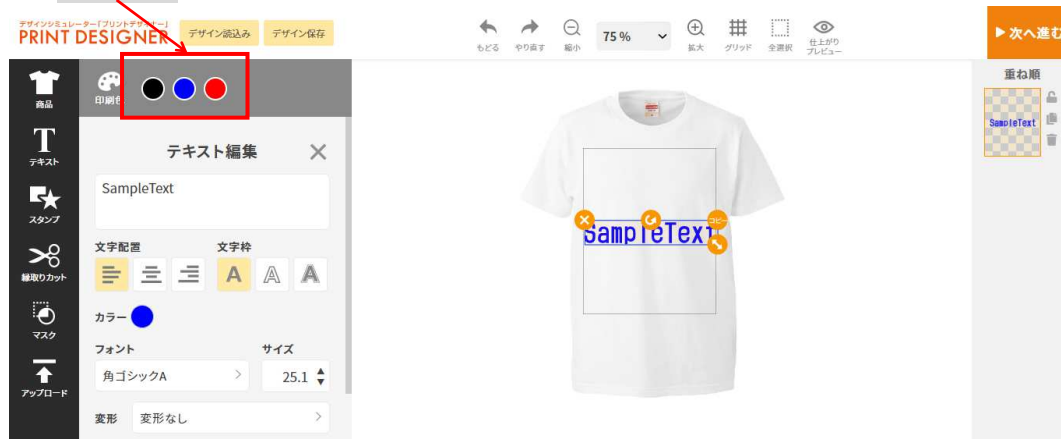 デザインシミュレーター「プリントデザイナー」
PRINT DESIGNER
デザイン読込み
デザイン保存
もどる
やり直す
縮小
75 %
拡大
グリッド
全選択
仕上がり
プレビュー
次へ進む
商品
テキスト
スタンプ
縁取りカット
マスク
アップロード
印刷色
テキスト編集
SampleText
文字配置
文字枠
A
A
A
カラー
フォント
サイズ
角ゴシックA
25.1
変形
変形なし
コピー
SampleText
重ね順
SampleText